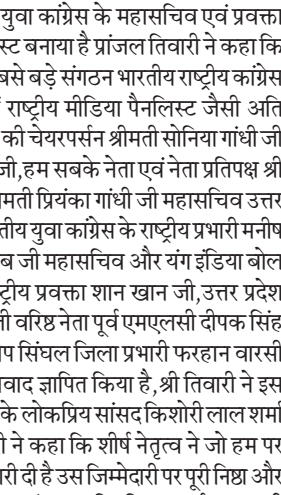 युवा कांग्रेस के महासचिव एवं प्रवक्ता
स्ट बनाया है प्रांजल तिवारी ने कहा कि
बसे बड़े संगठन भारतीय राष्ट्रीय कांग्रेस
राष्ट्रीय मीडिया पैनलिस्ट जैसी अति
की चेयरपर्सन श्रीमती सोनिया गांधी जी
जी,हम सबके नेता एवं नेता प्रतिपक्ष श्री
मती प्रियंका गांधी जी महासचिव उत्तर
तीय युवा कांग्रेस के राष्ट्रीय प्रभारी मनीष
ब जी महासचिव और यंग इंडिया बोल
ट्रीय प्रवक्ता शान खान जी,उत्तर प्रदेश
नी वरिष्ठ नेता पूर्व एमएलसी दीपक सिंह
प सिंघल जिला प्रभारी फरहान वारसी
वाद ज्ञापित किया है,श्री तिवारी ने इस
के लोकप्रिय सांसद किशोरी लाल शर्मा
ी ने कहा कि शीर्ष नेतृत्व ने जो हम पर
ारी दी है उस जिम्मेदारी पर पूरी निष्ठा और